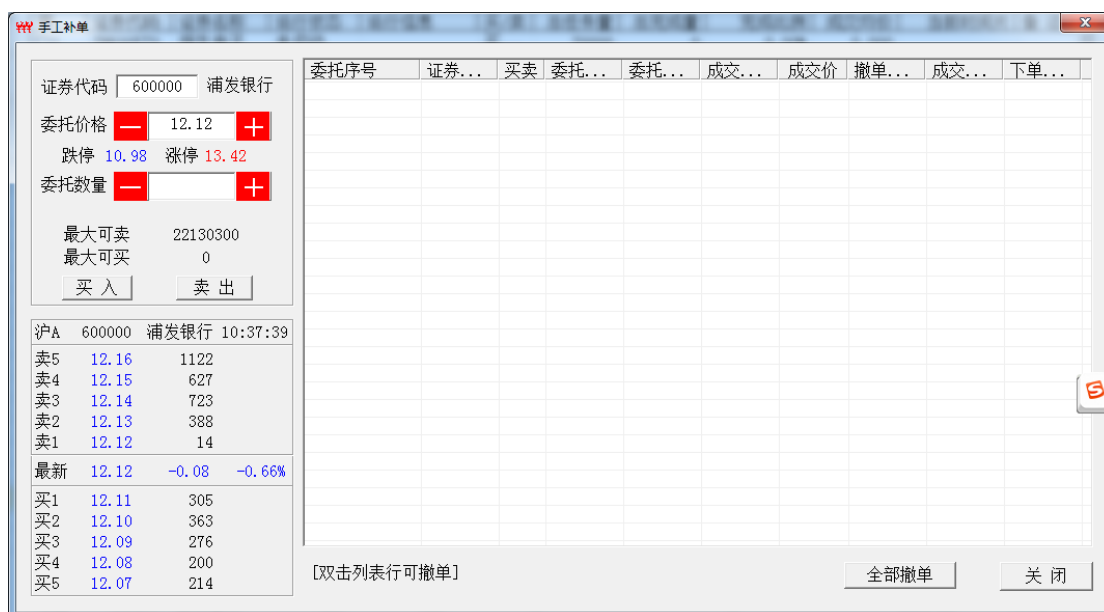 手工补单
证券代码 600000 浦发银行
委托价格 12.12
跌停 10.98 涨停 13.42
委托数量
最大可卖 22130300
最大可买 0
买 入 卖 出
沪A 600000 浦发银行 10:37:39
卖5 12.16 1122
卖4 12.15 627
卖3 12.14 723
卖2 12.13 388
卖1 12.12 14
最新 12.12 -0.08 -0.66%
买1 12.11 305
买2 12.10 363
买3 12.09 276
买4 12.08 200
买5 12.07 214
委托序号 证券... 买卖 委托... 委托... 成交... 成交价 撤单... 成交... 下单...
[双击列表行可撤单]
全部撤单 关 闭